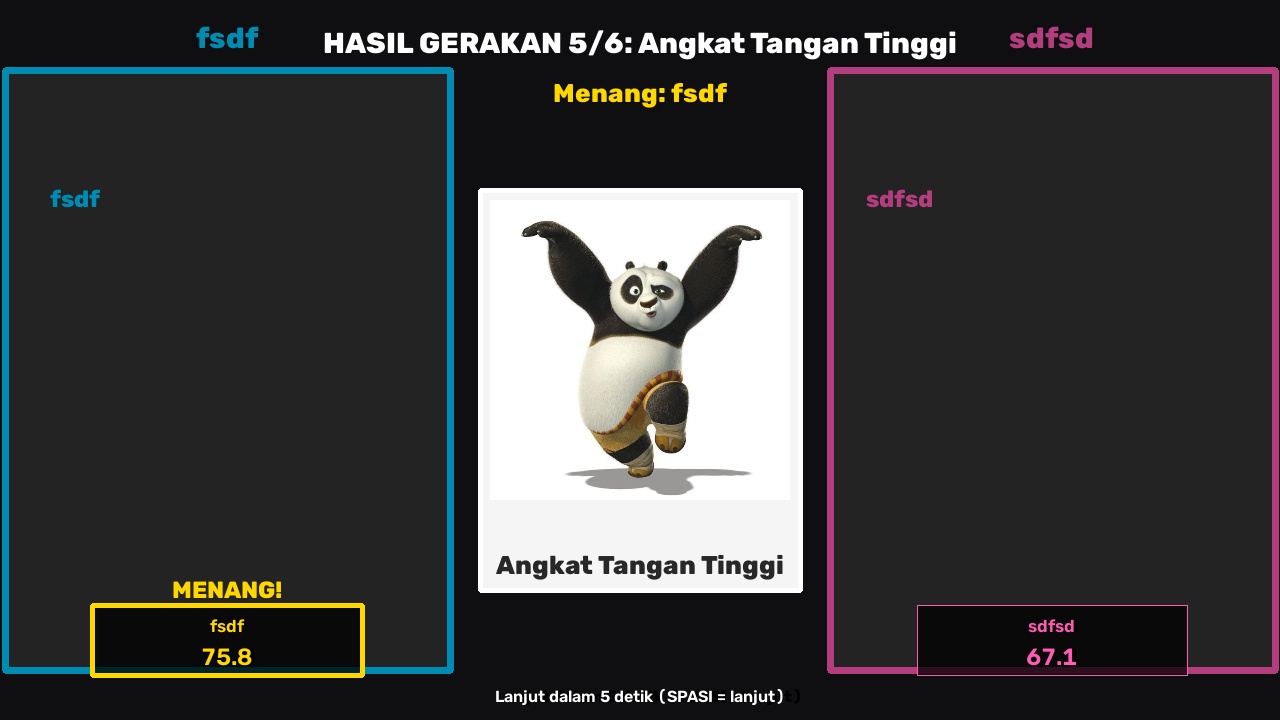 fsdf
HASIL GERAKAN 5/6: Angkat Tangan Tinggi
sdfsd
Menang: fsdf
fsdf
sdfsd
Angkat Tangan Tinggi
MENANG!
fsdf
75.8
sdfsd
67.1
Lanjut dalam 5 detik (SPASI = lanjut)